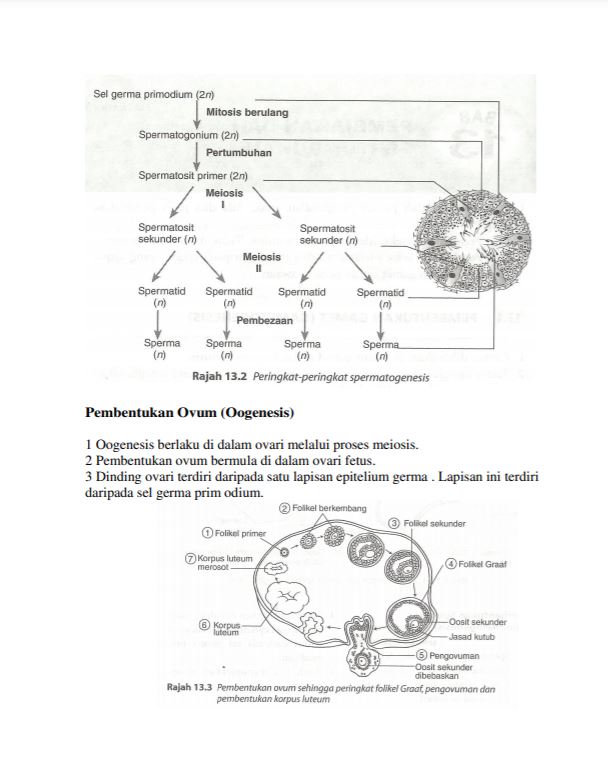 Sel germa primodium (2n)
Mitosis berulang
Spermatogonium (2n)
Pertumbuhan
Spermatosit primer (2n)
Meiosis
I
Spermatosit
sekunder (n)
Spermatosit
sekunder (n)
Meiosis
II
Spermatid
(n)
Spermatid
(n)
Spermatid
(n)
Spermatid
(n)
Pembezaan
Sperma
(n)
Sperma
(n)
Sperma
(n)
Sperma
(n)
Rajah 13.2 Peringkat-peringkat spermatogenesis
Pembentukan Ovum (Oogenesis)
1 Oogenesis berlaku di dalam ovari melalui proses meiosis.
2 Pembentukan ovum bermula di dalam ovari fetus.
3 Dinding ovari terdiri daripada satu lapisan epitelium germa . Lapisan ini terdiri
daripada sel germa prim odium.
② Folikel berkembang
① Folikel primer
③ Folikel sekunder
⑦ Korpus luteum
merosot
④ Folikel Graaf
⑥ Korpus
luteum
Oosit sekunder
Jasad kutub
⑤ Pengovuman
Oosit sekunder
dibebaskan
Rajah 13.3 Pembentukan ovum sehingga peringkat folikel Graaf, pengovuman dan
pembentukan korpus luteum